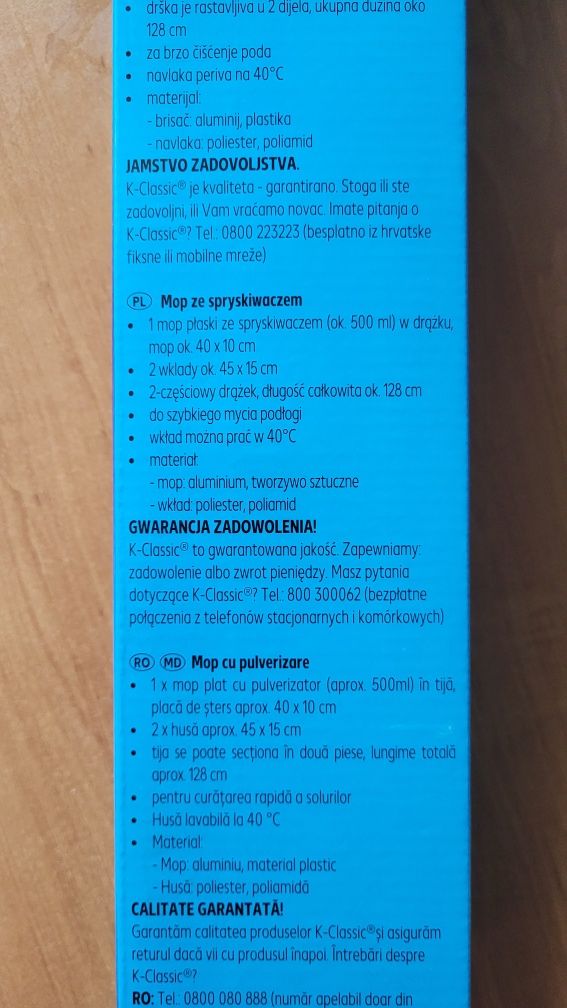 • drška je rastavljiva u 2 dijela, ukupna dužina oko
128 cm
• za brzo čišćenje poda
• navlaka periva na 40°C
• materijal:
- brisač: aluminij, plastika
- navlaka: poliester, poliamid
JAMSTVO ZADOVOLJSTVA.
K-Classic® je kvaliteta - garantirano. Stoga ili ste
zadovoljni, ili Vam vraćamo novac. Imate pitanja o
K-Classic®? Tel.: 0800 223223 (besplatno iz hrvatske
fiksne ili mobilne mreže)
PL Mop ze spryskiwaczem
• 1 mop płaski ze spryskiwaczem (ok. 500 ml) w drążku,
mop ok. 40 x 10 cm
• 2 wkłady ok. 45 x 15 cm
• 2-częściowy drążek, długość całkowita ok. 128 cm
• do szybkiego mycia podłogi
• wkład można prać w 40°C
• materiał:
- mop: aluminium, tworzywo sztuczne
- wkład: poliester, poliamid
GWARANCJA ZADOWOLENIA!
K-Classic® to gwarantowana jakość. Zapewniamy:
zadowolenie albo zwrot pieniędzy. Masz pytania
dotyczące K-Classic®? Tel.: 800 300062 (bezpłatne
połączenia z telefonów stacjonarnych i komórkowych)
RO MD Mop cu pulverizare
• 1 x mop plat cu pulverizator (aprox. 500ml) în tijă,
placă de șters aprox. 40 x 10 cm
• 2 x husă aprox. 45 x 15 cm
• tija se poate secționa în două piese, lungime totală
aprox. 128 cm
• pentru curățarea rapidă a solurilor
• Husă lavabilă la 40 °C
• Material:
- Mop: aluminiu, material plastic
- Husă: poliester, poliamidă
CALITATE GARANTATĂ!
Garantăm calitatea produselor K-Classic®și asigurăm
returul dacă vii cu produsul înapoi. Întrebări despre
K-Classic®?
RO: Tel.: 0800 080 888 (număr apelabil doar din